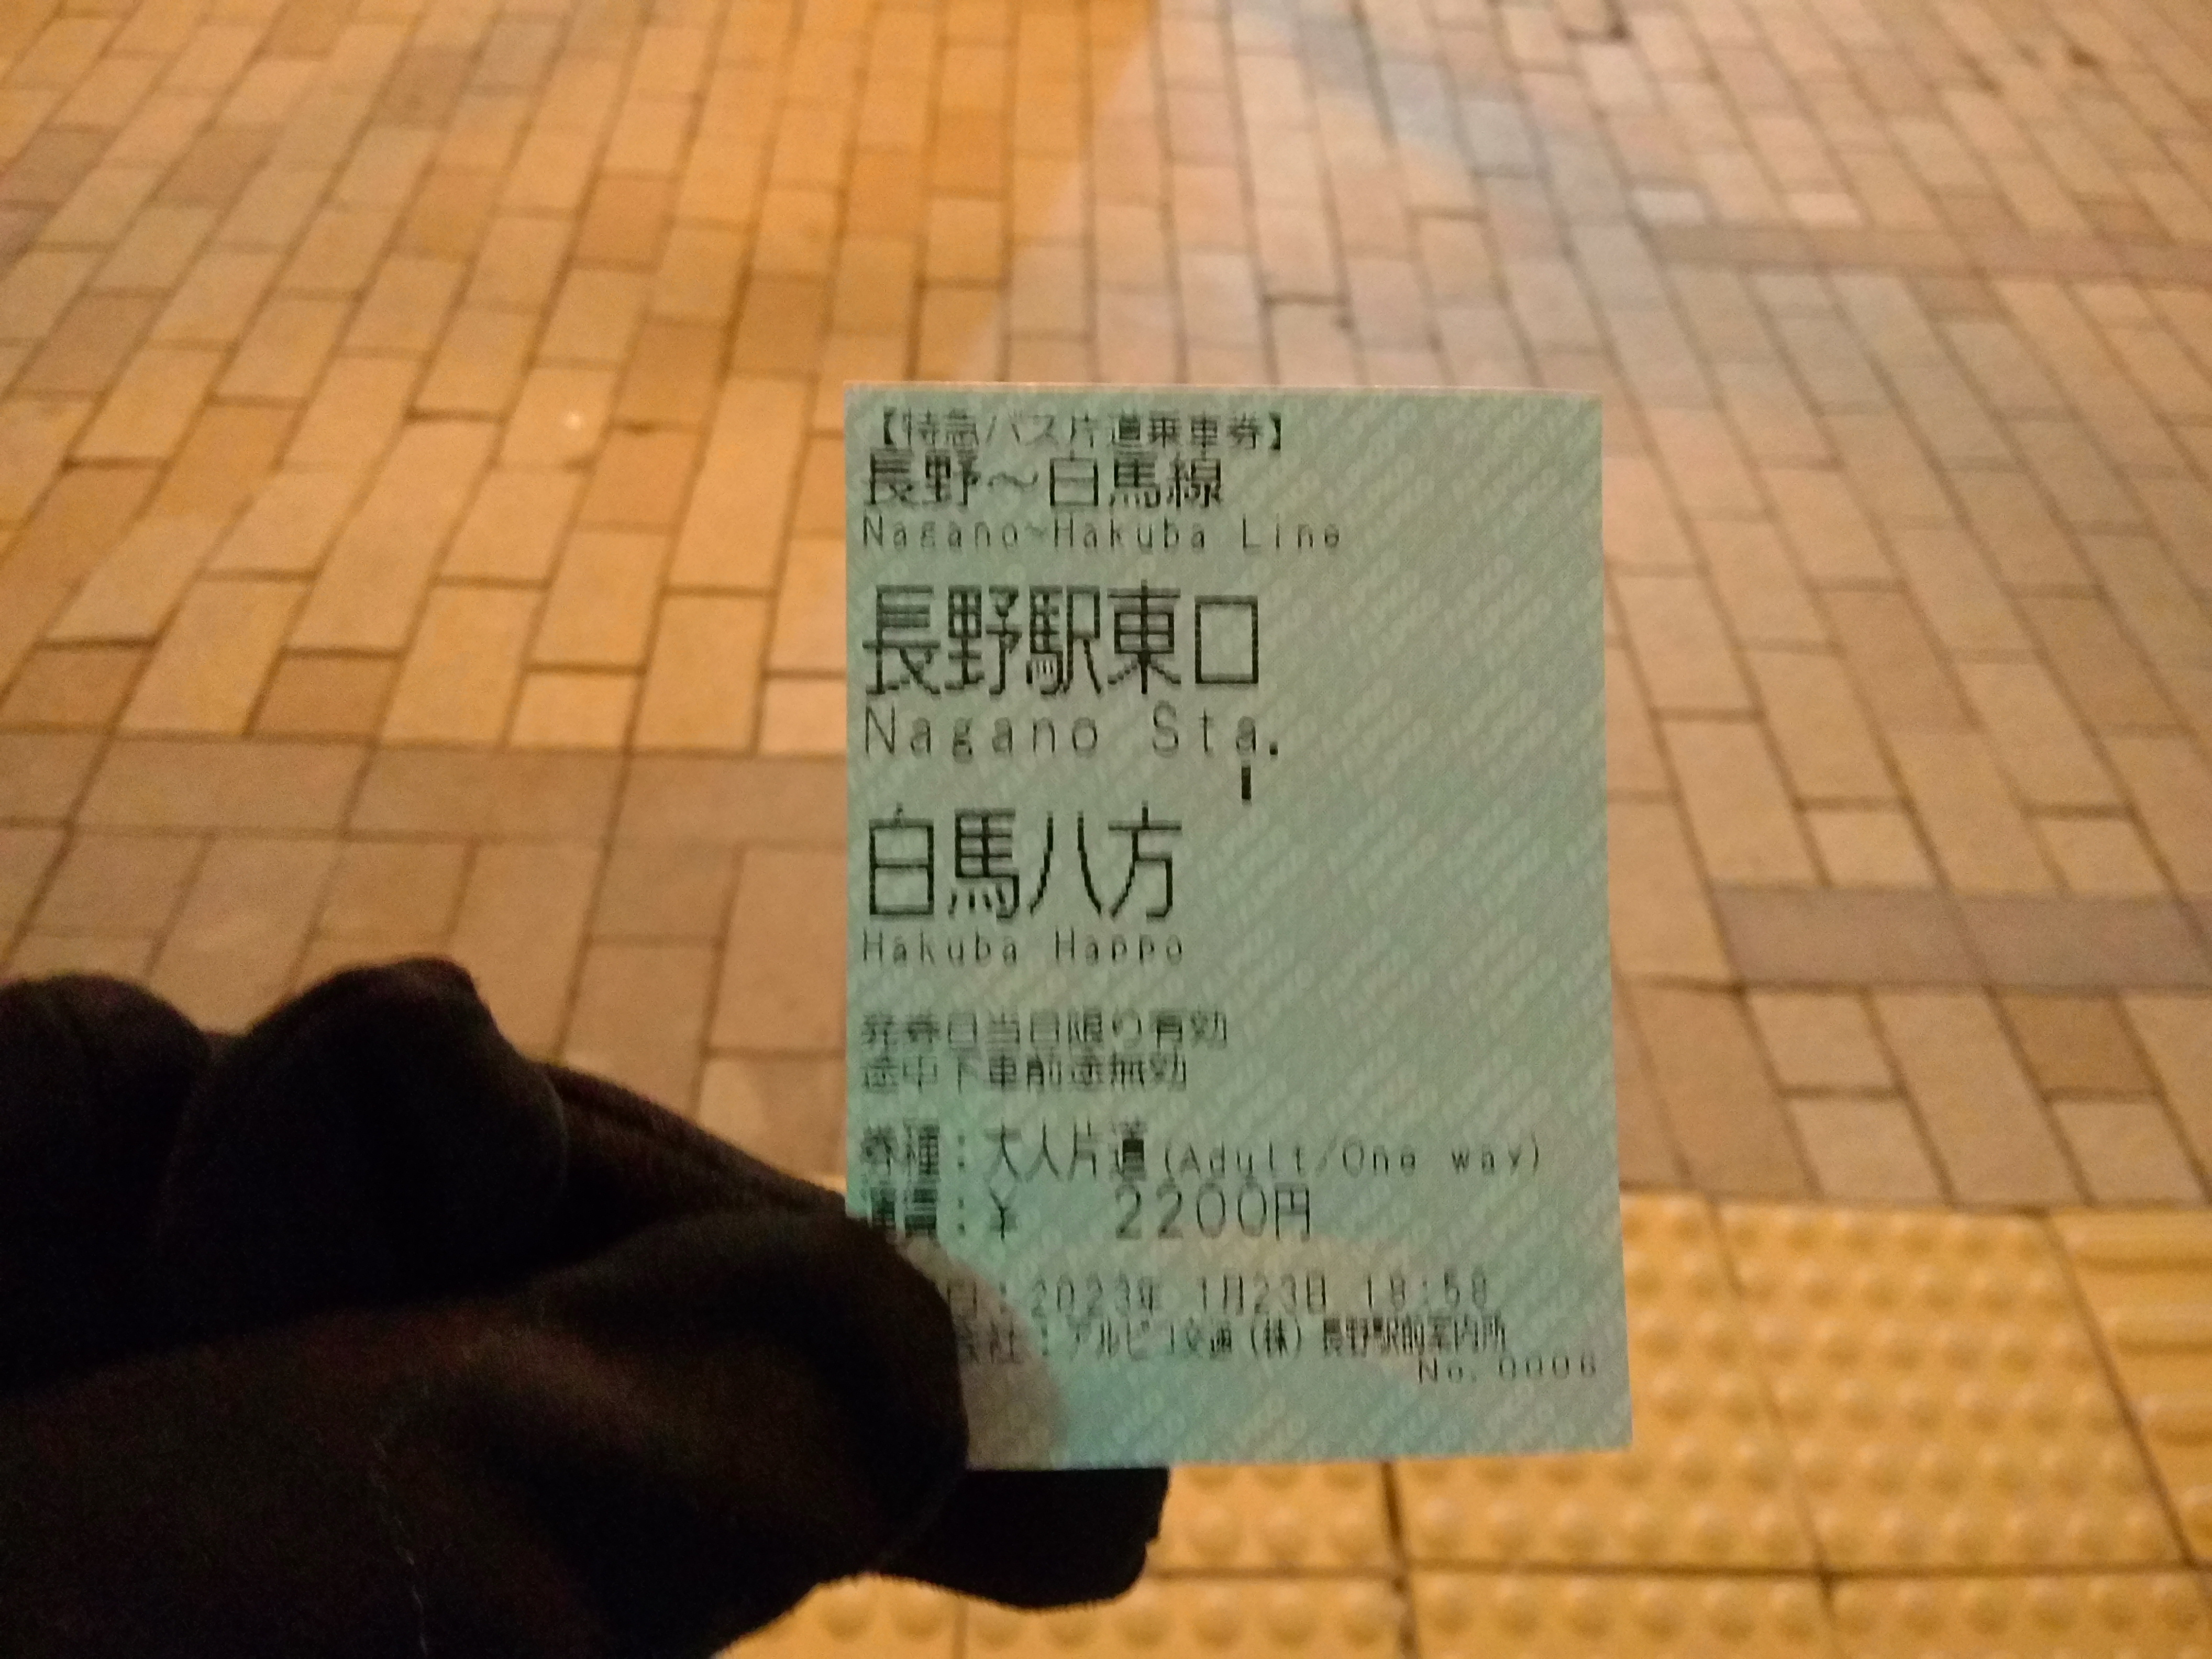 【特急バス片道乗車券】
長野～白馬線
Nagano~Hakuba Line
長野駅東口
Nagano Sta.
白馬八方
Hakuba Happo
発券日当日限り有効
途中下車前途無効
券種：大人片道(Adult/One way)
運賃：￥ 2200円
日：2023年 1月23日 18:58
会社：アルピコ交通（株）長野駅前案内所
No. 0006